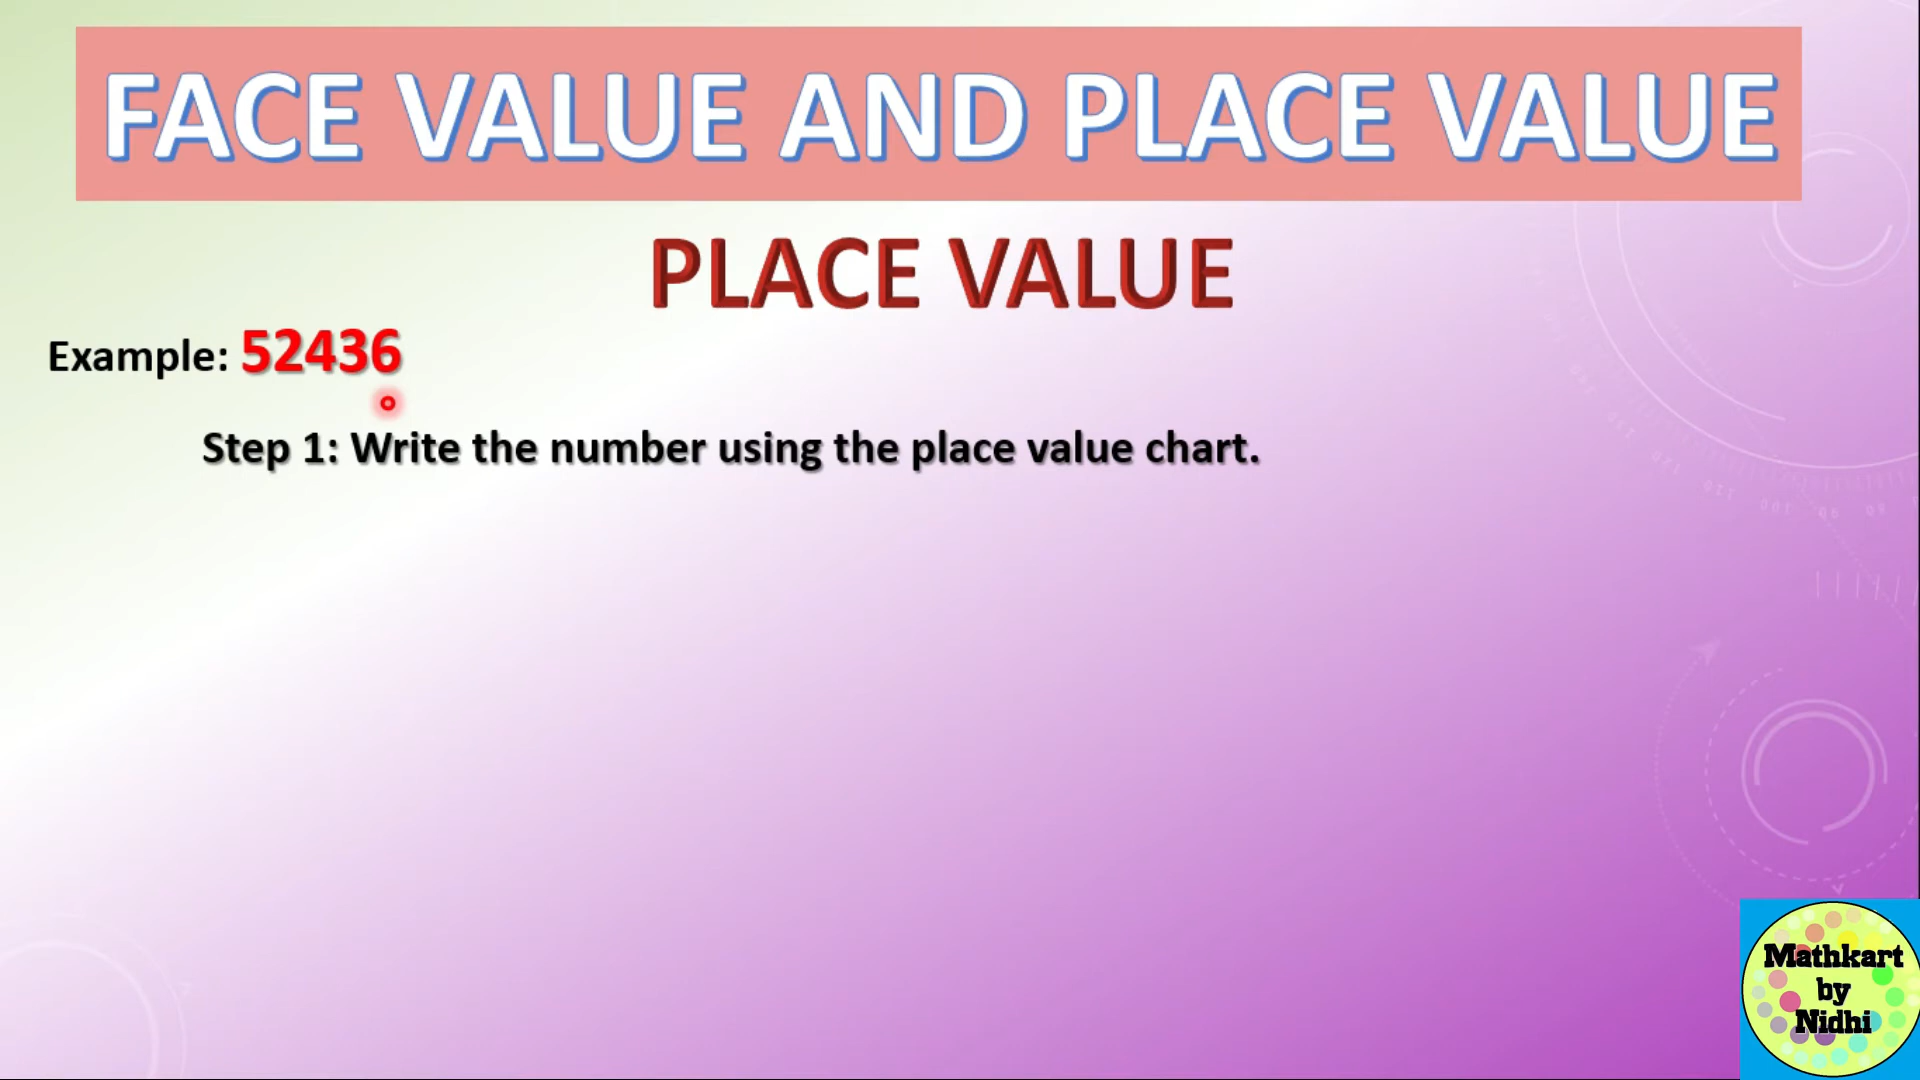 FACE VALUE AND PLACE VALUE
PLACE VALUE
Example: 52436
Step 1: Write the number using the place value chart.
Mathkart
by
Nidhi